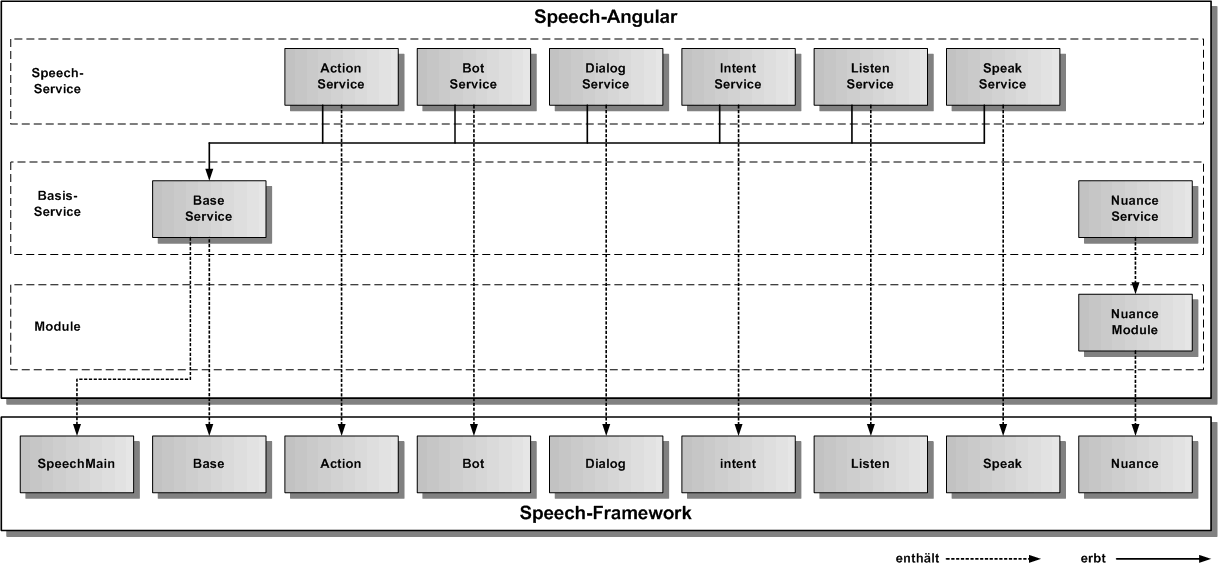 Speech-Angular
Speech-
Service
Action
Service
Bot
Service
Dialog
Service
Intent
Service
Listen
Service
Speak
Service
Basis-
Service
Base
Service
Nuance
Service
Module
Nuance
Module
SpeechMain
Base
Action
Bot
Dialog
intent
Listen
Speak
Nuance
Speech-Framework
enthält
erbt